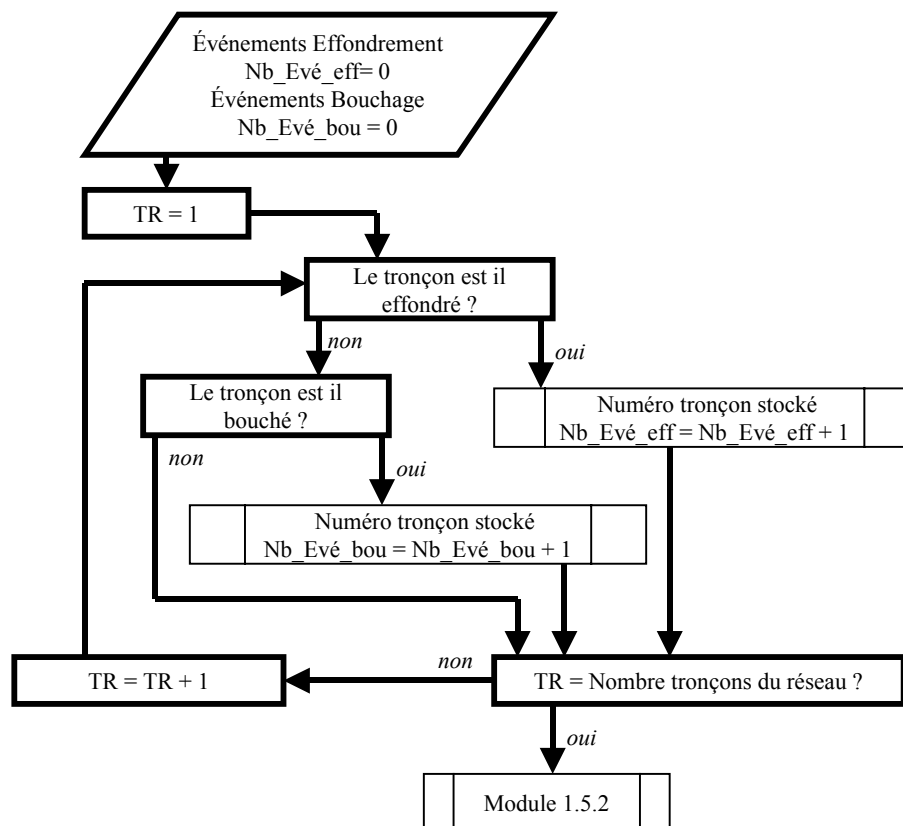 Événements Effondrement
Nb_Evé_eff= 0
Événements Bouchage
Nb_Evé_bou = 0
TR = 1
Le tronçon est il
effondré ?
non
oui
Le tronçon est il
bouché ?
Numéro tronçon stocké
Nb_Evé_eff = Nb_Evé_eff + 1
non
oui
Numéro tronçon stocké
Nb_Evé_bou = Nb_Evé_bou + 1
TR = TR + 1
non
TR = Nombre tronçons du réseau ?
oui
Module 1.5.2